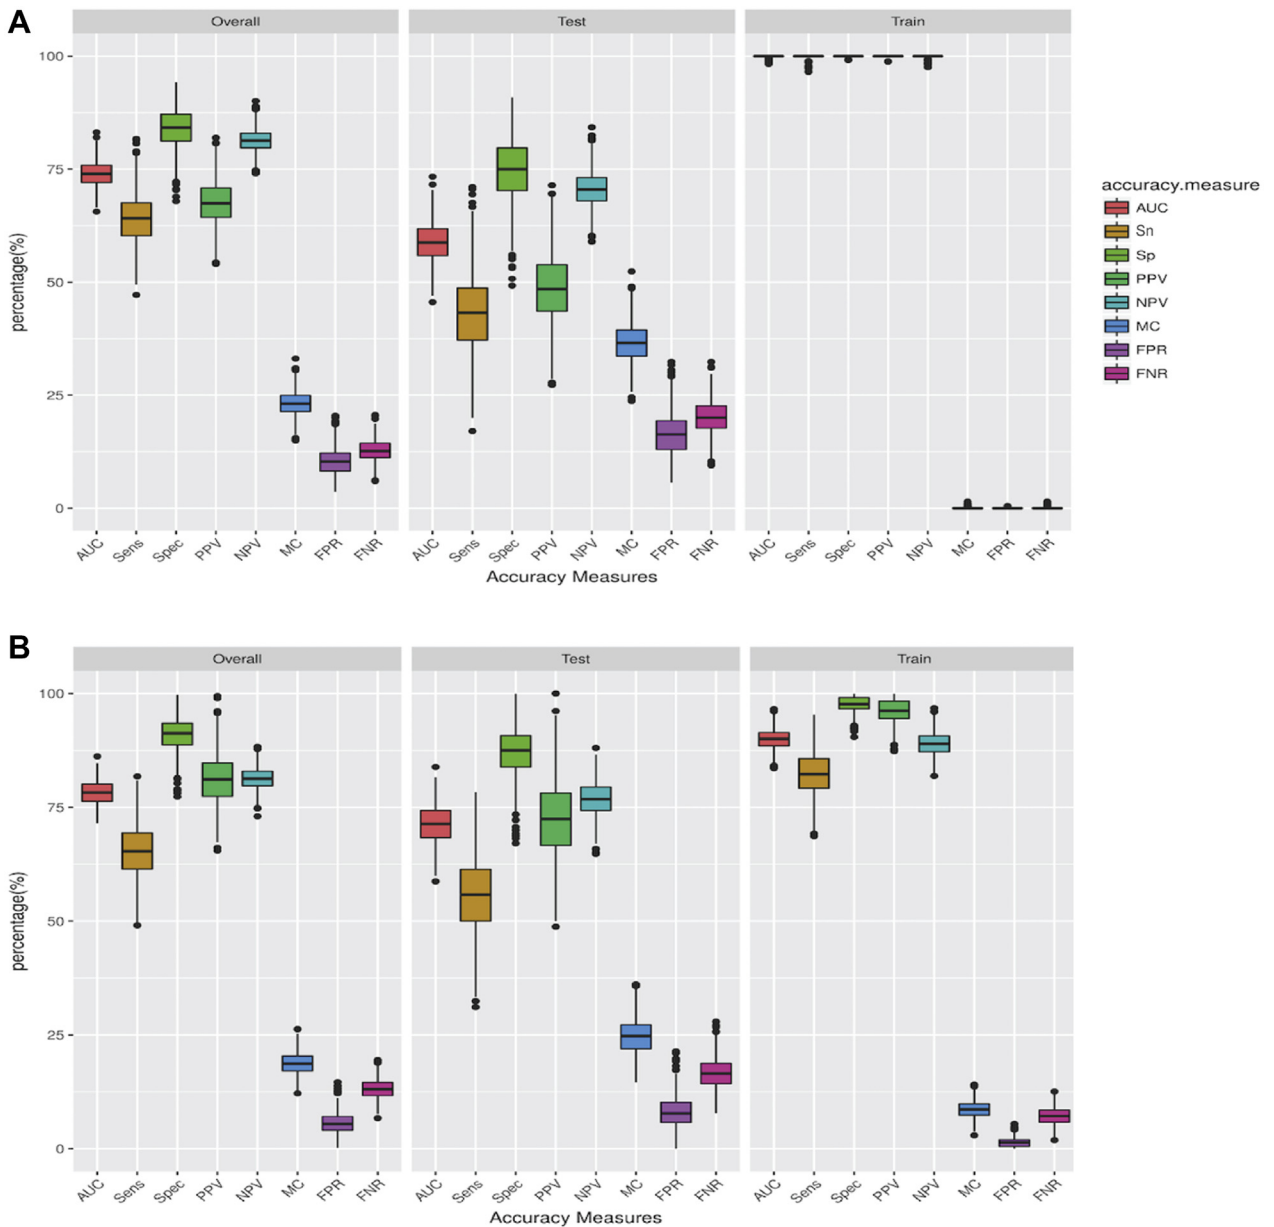 A
Overall Test Train
100
75
50
25
0
percentage(%)
AUC Sens Spec PPV NPV MC FPR FNR AUC Sens Spec PPV NPV MC FPR FNR AUC Sens Spec PPV NPV MC FPR FNR
Accuracy Measures
accuracy.measure
AUC
Sn
Sp
PPV
NPV
MC
FPR
FNR
B
Overall Test Train
100
75
50
25
0
percentage(%)
AUC Sens Spec PPV NPV MC FPR FNR AUC Sens Spec PPV NPV MC FPR FNR AUC Sens Spec PPV NPV MC FPR FNR
Accuracy Measures